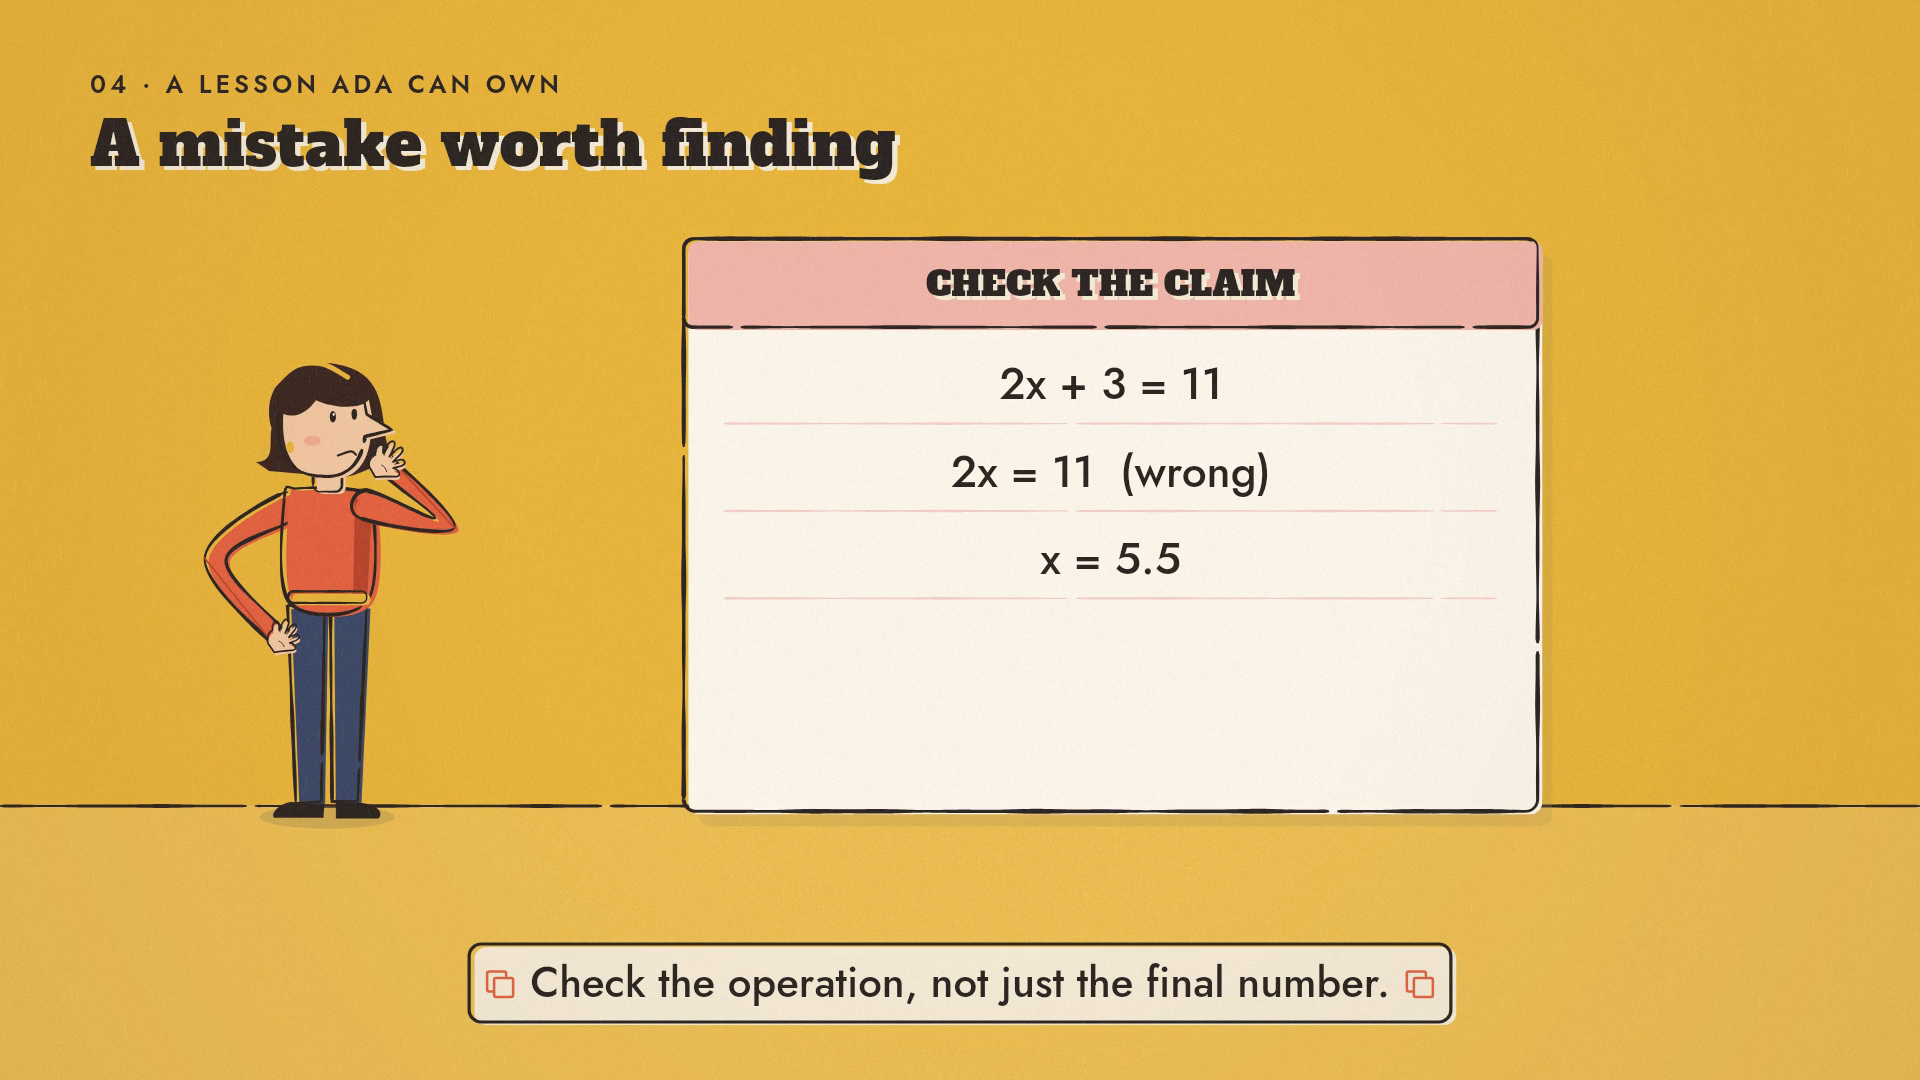 04 · A LESSON ADA CAN OWN
A mistake worth finding
CHECK THE CLAIM
2x + 3 = 11
2x = 11 (wrong)
x = 5.5
Check the operation, not just the final number.